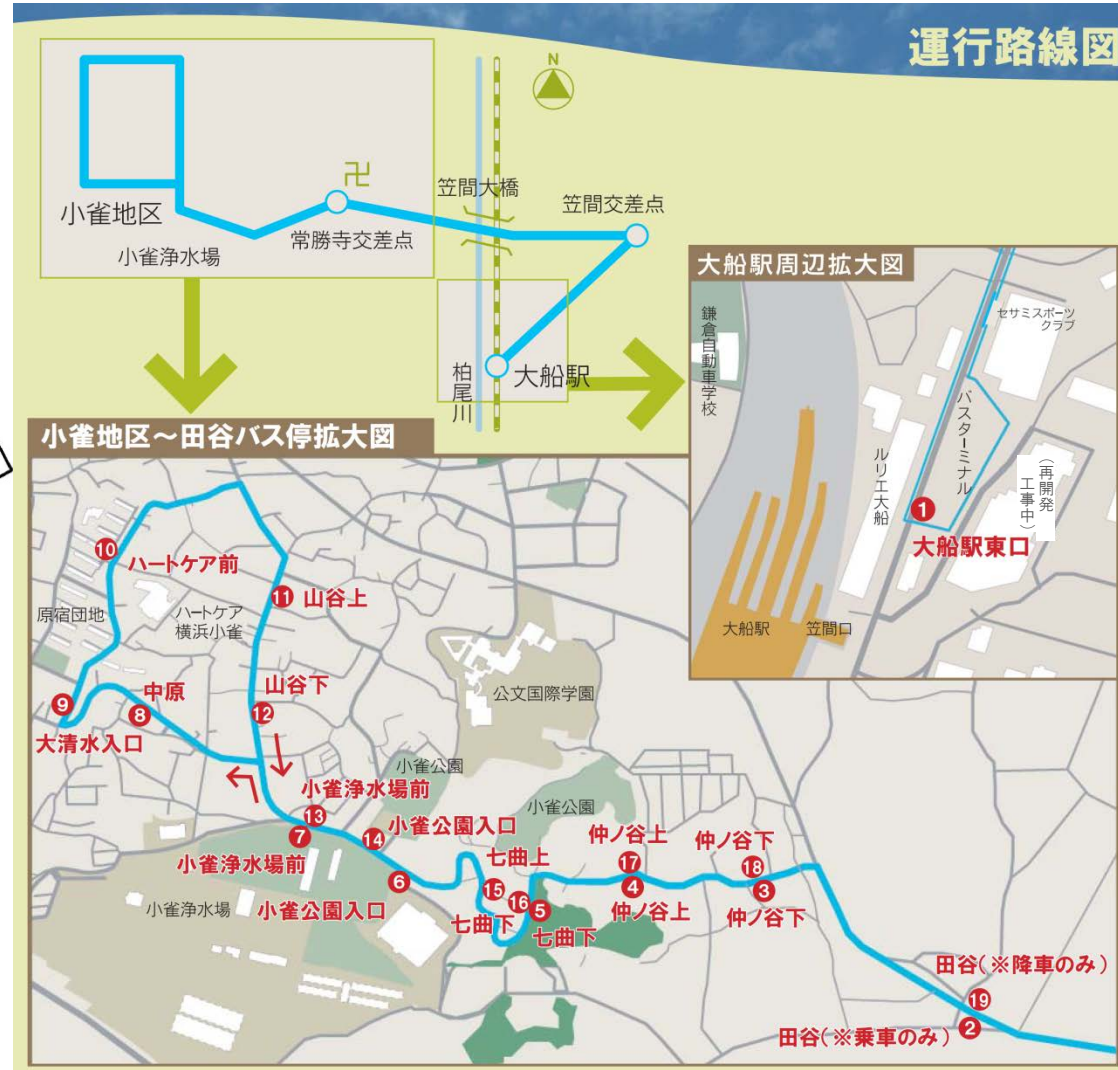 運行路線図
N
卍
笠間大橋
笠間交差点
小雀地区
常勝寺交差点
小雀浄水場
柏尾川
大船駅
大船駅周辺拡大図
鎌倉自動車学校
セサミスポーツ
クラブ
バスターミナル
ルリエ大船
(再開発
工事中)
1
大船駅東口
大船駅
笠間口
小雀地区〜田谷バス停拡大図
10
ハートケア前
原宿団地
ハートケア
横浜小雀
11 山谷上
公文国際学園
山谷下
12
中原
9
8
大清水入口
小雀公園
小雀浄水場前
13
7
小雀公園入口
14
小雀公園
小雀浄水場前
6
小雀浄水場
小雀公園入口
七曲上
15
16
5
七曲下
七曲下
仲ノ谷上
17
4
仲ノ谷上
仲ノ谷下
18
3
仲ノ谷下
田谷(※降車のみ)
19
田谷(※乗車のみ)
2